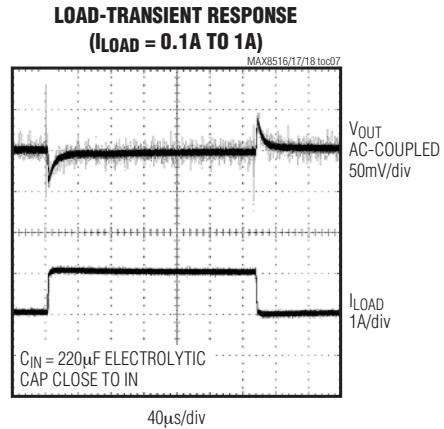 LOAD-TRANSIENT RESPONSE
(ILOAD = 0.1A TO 1A)
MAX8516/17/18 toc07
VOUT
AC-COUPLED
50mV/div
ILOAD
1A/div
CIN = 220µF ELECTROLYTIC
CAP CLOSE TO IN
40µs/div